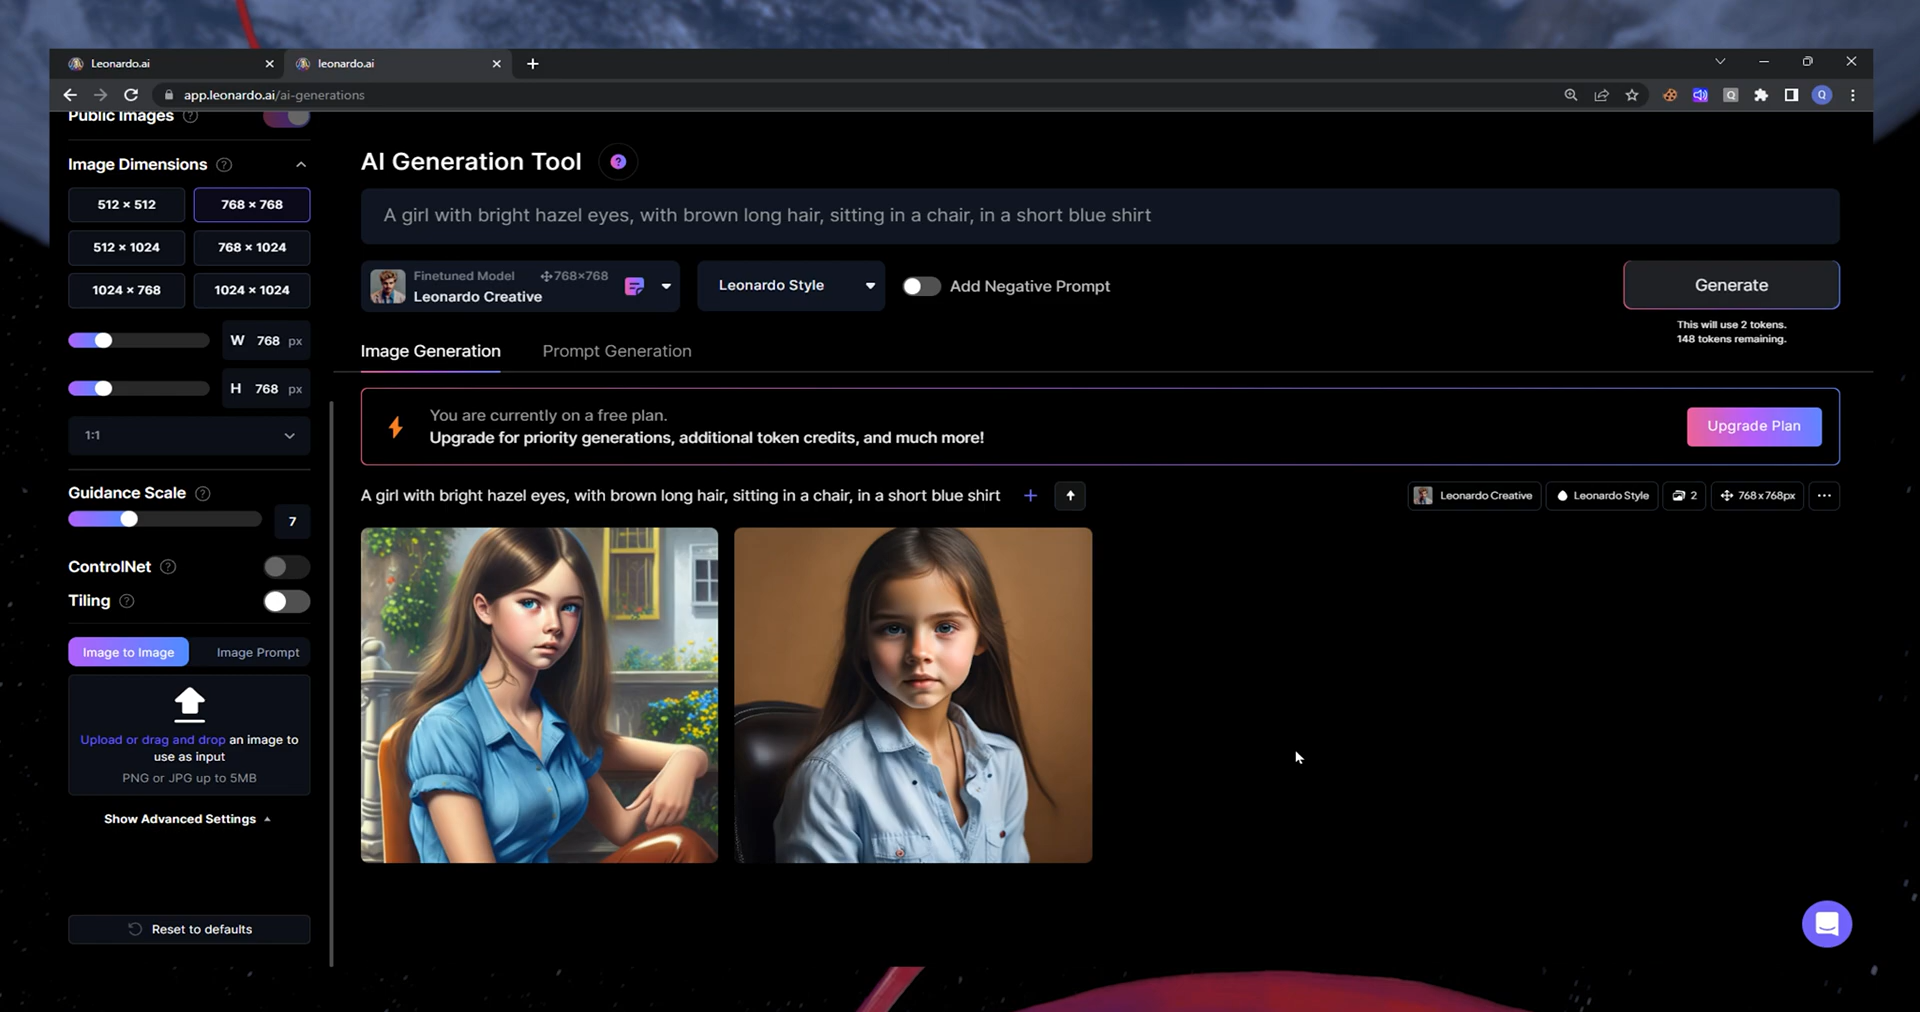 Leonardo.ai
leonardo.ai
app.leonardo.ai/ai-generations
Public Images
Image Dimensions
512 × 512
768 × 768
512 × 1024
768 × 1024
1024 × 768
1024 × 1024
W 768 px
H 768 px
1:1
Guidance Scale
7
ControlNet
Tiling
Image to Image
Image Prompt
Upload or drag and drop an image to
use as input
PNG or JPG up to 5MB
Show Advanced Settings
Reset to defaults
AI Generation Tool
A girl with bright hazel eyes, with brown long hair, sitting in a chair, in a short blue shirt
Finetuned Model 768×768
Leonardo Creative
Leonardo Style
Add Negative Prompt
Generate
This will use 2 tokens.
148 tokens remaining.
Image Generation
Prompt Generation
You are currently on a free plan.
Upgrade for priority generations, additional token credits, and much more!
Upgrade Plan
A girl with bright hazel eyes, with brown long hair, sitting in a chair, in a short blue shirt
Leonardo Creative
Leonardo Style
2
768x768px